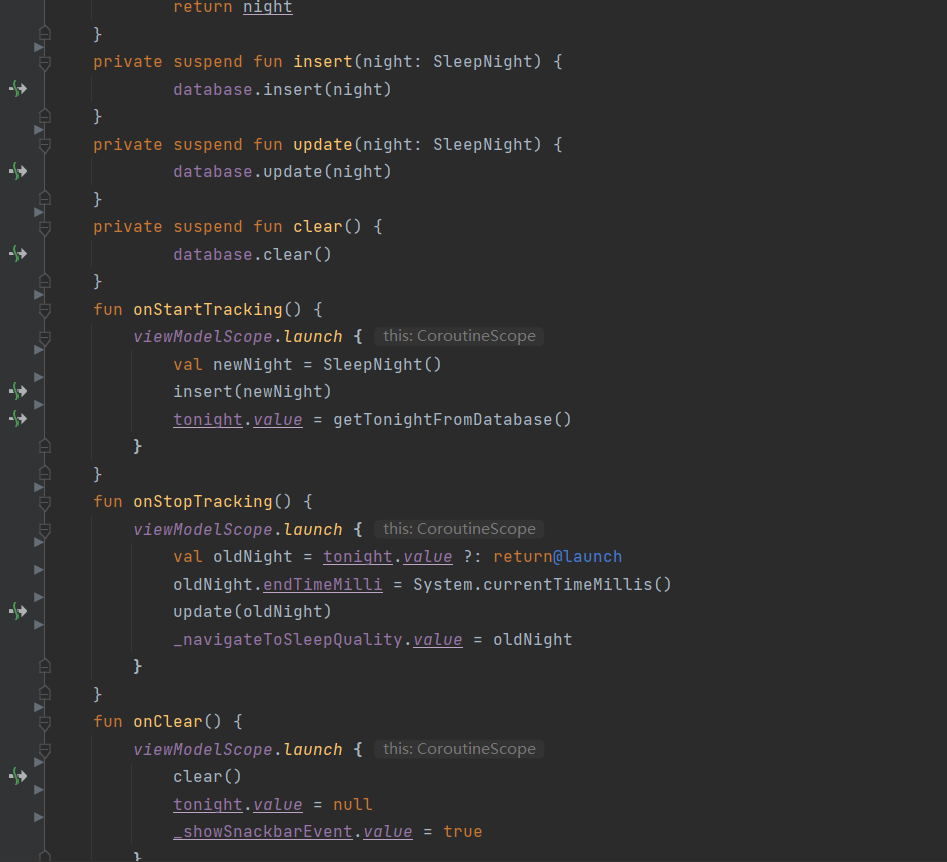 return night
}
private suspend fun insert(night: SleepNight) {
database.insert(night)
}
private suspend fun update(night: SleepNight) {
database.update(night)
}
private suspend fun clear() {
database.clear()
}
fun onStartTracking() {
viewModelScope.launch { this: CoroutineScope
val newNight = SleepNight()
insert(newNight)
tonight.value = getTonightFromDatabase()
}
}
fun onStopTracking() {
viewModelScope.launch { this: CoroutineScope
val oldNight = tonight.value ?: return@launch
oldNight.endTimeMilli = System.currentTimeMillis()
update(oldNight)
_navigateToSleepQuality.value = oldNight
}
}
fun onClear() {
viewModelScope.launch { this: CoroutineScope
clear()
tonight.value = null
_showSnackbarEvent.value = true
}